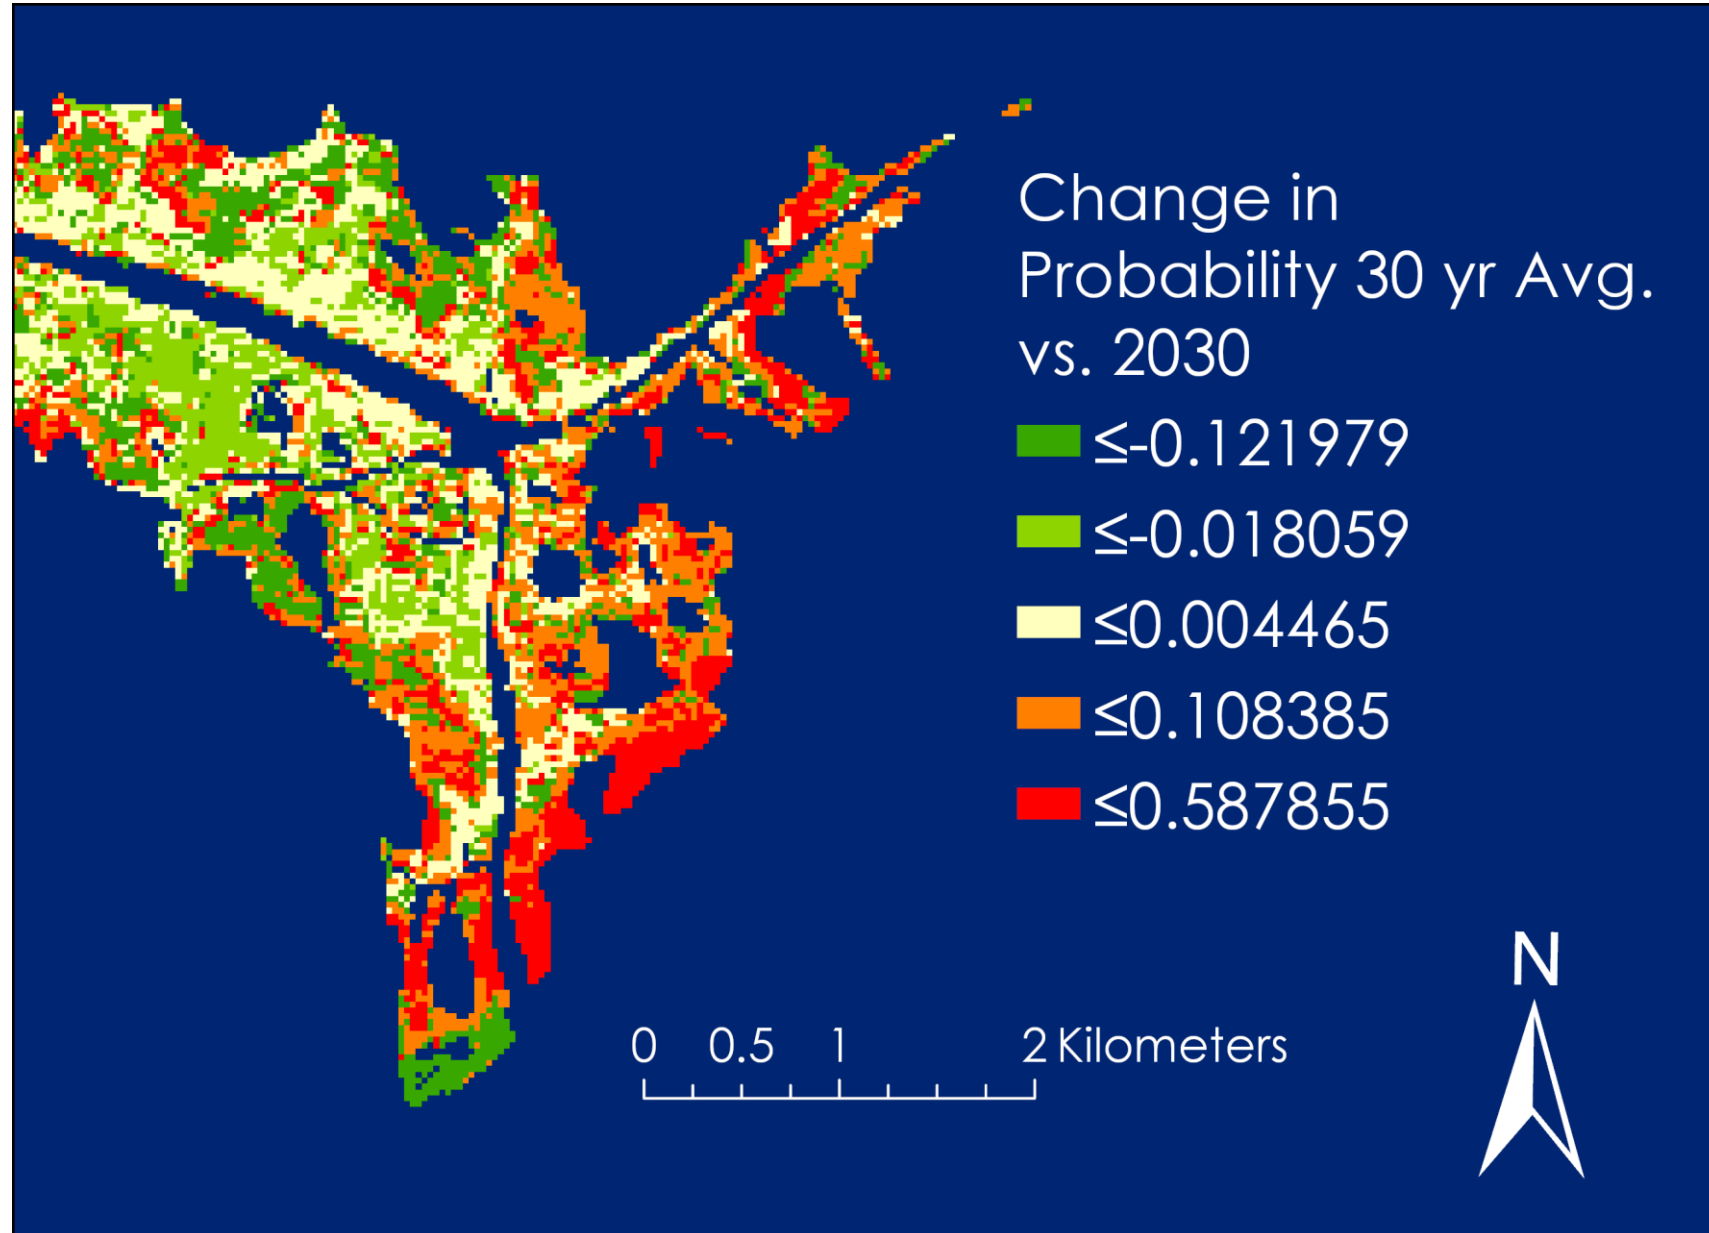 Change in
Probability 30 yr Avg.
vs. 2030
≤-0.121979
≤-0.018059
≤0.004465
≤0.108385
≤0.587855
N
0 0.5 1 2 Kilometers